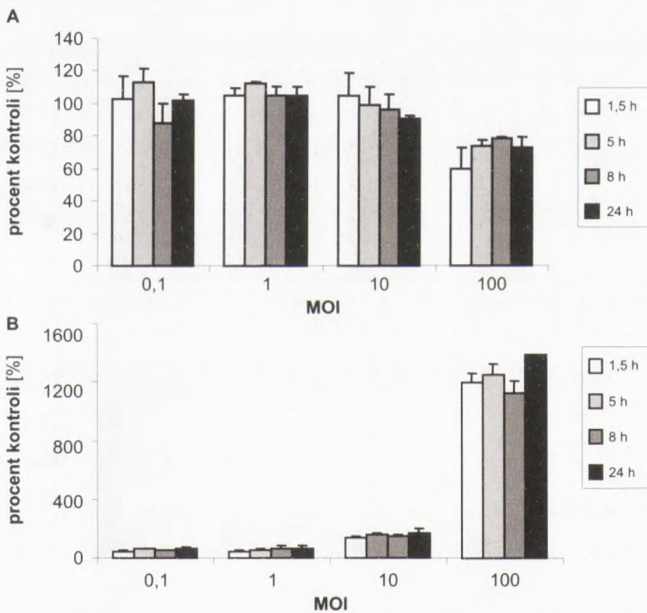 A
procent kontroli [%]
140
120
100
80
60
40
20
0
0,1 1 10 100
MOI
1,5 h
5 h
8 h
24 h
B
procent kontroli [%]
1600
1200
800
400
0
0,1 1 10 100
MOI
1,5 h
5 h
8 h
24 h